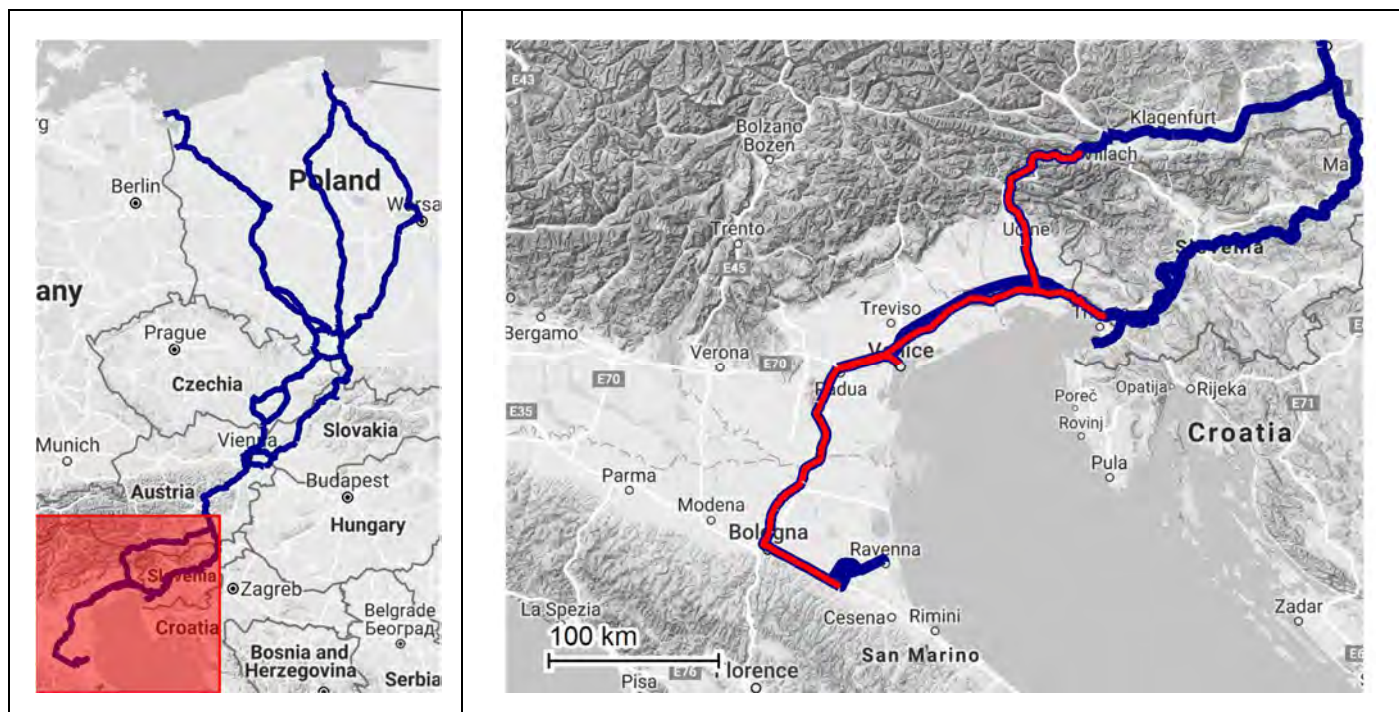 rg
Berlin
Poland
Warsa
any
Prague
Czechia
Munich
Vienna
Slovakia
Austria
Budapest
Hungary
Slovenia
Zagreb
Croatia
Belgrade
Београд
Bosnia and
Herzegovina
Serbia
E43
Bolzano
Bozen
Klagenfurt
Villach
Ma
Trento
E45
Udine
Slovenia
Treviso
Bergamo
Verona
E70
Venice
Padua
E70
E35
Poreč
Rovinj
Opatija
Rijeka
E71
Croatia
Pula
Parma
Modena
Bologna
Ravenna
La Spezia
Cesena
Rimini
Zadar
100 km
San Marino
E76
Florence
Pisa